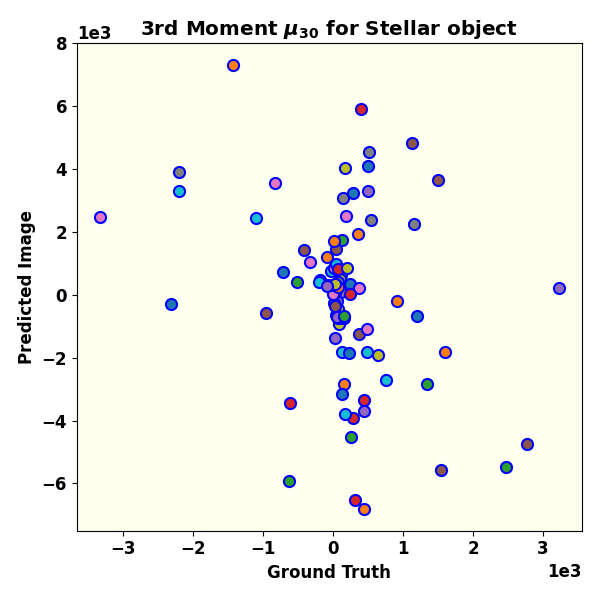 3rd Moment μ30 for Stellar object
1e3
8
6
4
2
0
−2
−4
−6
Predicted Image
−3 −2 −1 0 1 2 3
1e3
Ground Truth